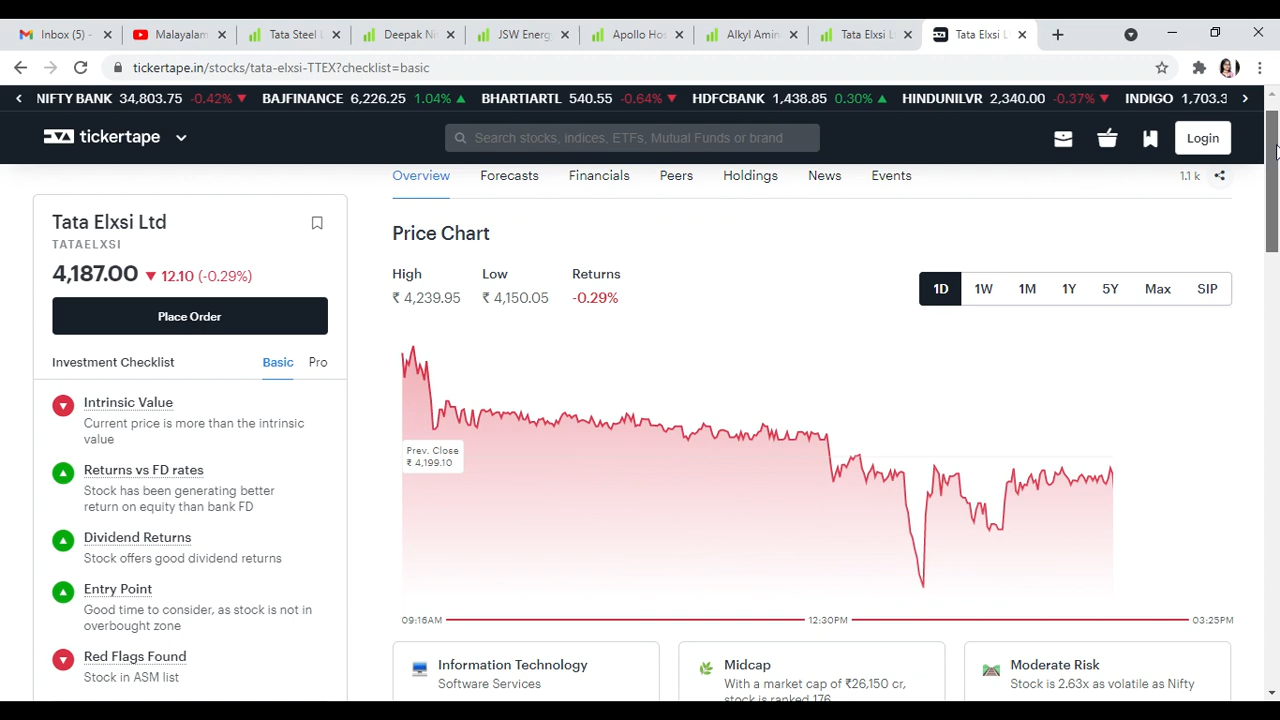 Inbox (5) -
Malayalam
Tata Steel L
Deepak Nit
JSW Energ
Apollo Hos
Alkyl Amin
Tata Elxsi L
Tata Elxsi L
tickertape.in/stocks/tata-elxsi-TTEX?checklist=basic
NIFTY BANK 34,803.75 -0.42% BAJFINANCE 6,226.25 1.04% BHARTIARTL 540.55 -0.64% HDFCBANK 1,438.85 0.30% HINDUNILVR 2,340.00 -0.37% INDIGO 1,703.3
tickertape
Search stocks, indices, ETFs, Mutual Funds or brand
Login
Overview Forecasts Financials Peers Holdings News Events
1.1 k
Tata Elxsi Ltd
TATAELXSI
4,187.00 12.10 (-0.29%)
Place Order
Investment Checklist Basic Pro
Intrinsic Value
Current price is more than the intrinsic
value
Returns vs FD rates
Stock has been generating better
return on equity than bank FD
Dividend Returns
Stock offers good dividend returns
Entry Point
Good time to consider, as stock is not in
overbought zone
Red Flags Found
Stock in ASM list
Price Chart
High Low Returns
₹ 4,239.95 ₹ 4,150.05 -0.29%
1D 1W 1M 1Y 5Y Max SIP
Prev. Close
₹ 4,199.10
09:16AM 12:30PM 03:25PM
Information Technology
Software Services
Midcap
With a market cap of ₹26,150 cr,
stock is ranked 176
Moderate Risk
Stock is 2.63x as volatile as Nifty